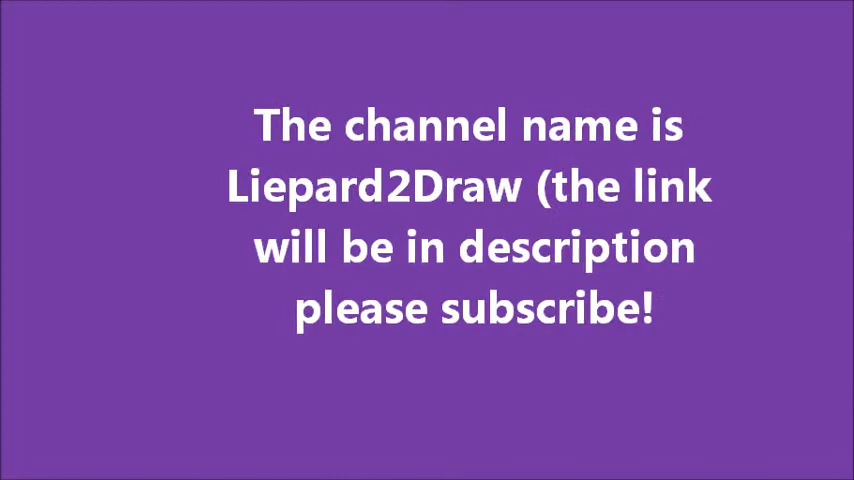 The channel name is
Liepard2Draw (the link
will be in description
please subscribe!